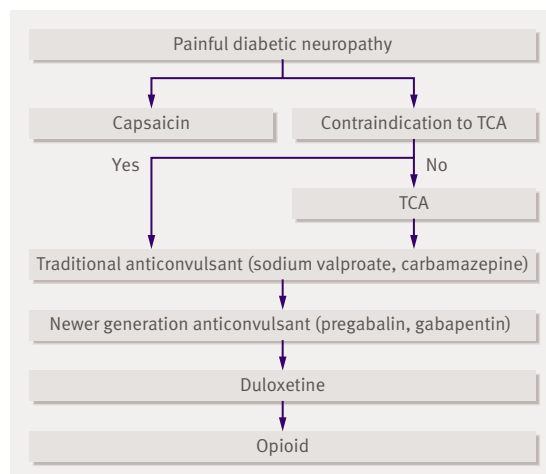 Painful diabetic neuropathy
Capsaicin
Contraindication to TCA
Yes
No
TCA
Traditional anticonvulsant (sodium valproate, carbamazepine)
Newer generation anticonvulsant (pregabalin, gabapentin)
Duloxetine
Opioid